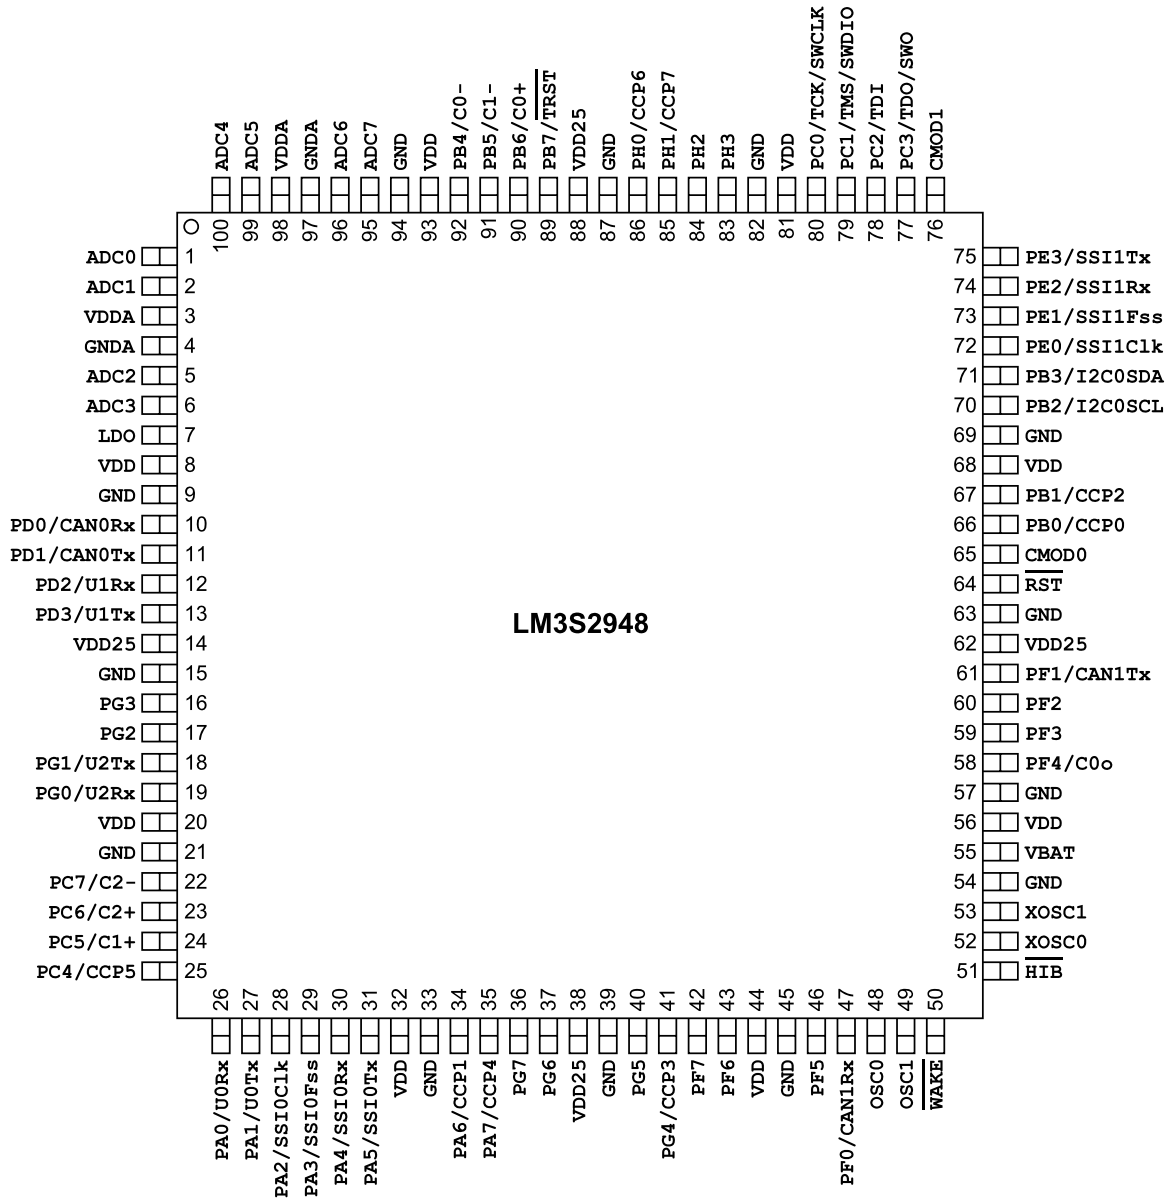 ADC4
ADC5
VDDA
GNDA
ADC6
ADC7
GND
VDD
PB4/C0-
PB5/C1-
PB6/C0+
PB7/TRST
VDD25
GND
PH0/CCP6
PH1/CCP7
PH2
PH3
GND
VDD
PC0/TCK/SWCLK
PC1/TMS/SWDIO
PC2/TDI
PC3/TDO/SWO
CMOD1
100 99 98 97 96 95 94 93 92 91 90 89 88 87 86 85 84 83 82 81 80 79 78 77 76
ADC0 1 75 PE3/SSI1Tx
ADC1 2 74 PE2/SSI1Rx
VDDA 3 73 PE1/SSI1Fss
GNDA 4 72 PE0/SSI1Clk
ADC2 5 71 PB3/I2C0SDA
ADC3 6 70 PB2/I2C0SCL
LDO 7 69 GND
VDD 8 68 VDD
GND 9 67 PB1/CCP2
PD0/CAN0Rx 10 66 PB0/CCP0
PD1/CAN0Tx 11 65 CMOD0
PD2/U1Rx 12 64 RST
PD3/U1Tx 13 63 GND
VDD25 14 62 VDD25
GND 15 61 PF1/CAN1Tx
PG3 16 60 PF2
PG2 17 59 PF3
PG1/U2Tx 18 58 PF4/C0o
PG0/U2Rx 19 57 GND
VDD 20 56 VDD
GND 21 55 VBAT
PC7/C2- 22 54 GND
PC6/C2+ 23 53 XOSC1
PC5/C1+ 24 52 XOSC0
PC4/CCP5 25 51 HIB
LM3S2948
26 27 28 29 30 31 32 33 34 35 36 37 38 39 40 41 42 43 44 45 46 47 48 49 50
PA0/U0Rx
PA1/U0Tx
PA2/SSI0Clk
PA3/SSI0Fss
PA4/SSI0Rx
PA5/SSI0Tx
VDD
GND
PA6/CCP1
PA7/CCP4
PG7
PG6
VDD25
GND
PG5
PG4/CCP3
PF7
PF6
VDD
GND
PF5
PF0/CAN1Rx
OSC0
OSC1
WAKE